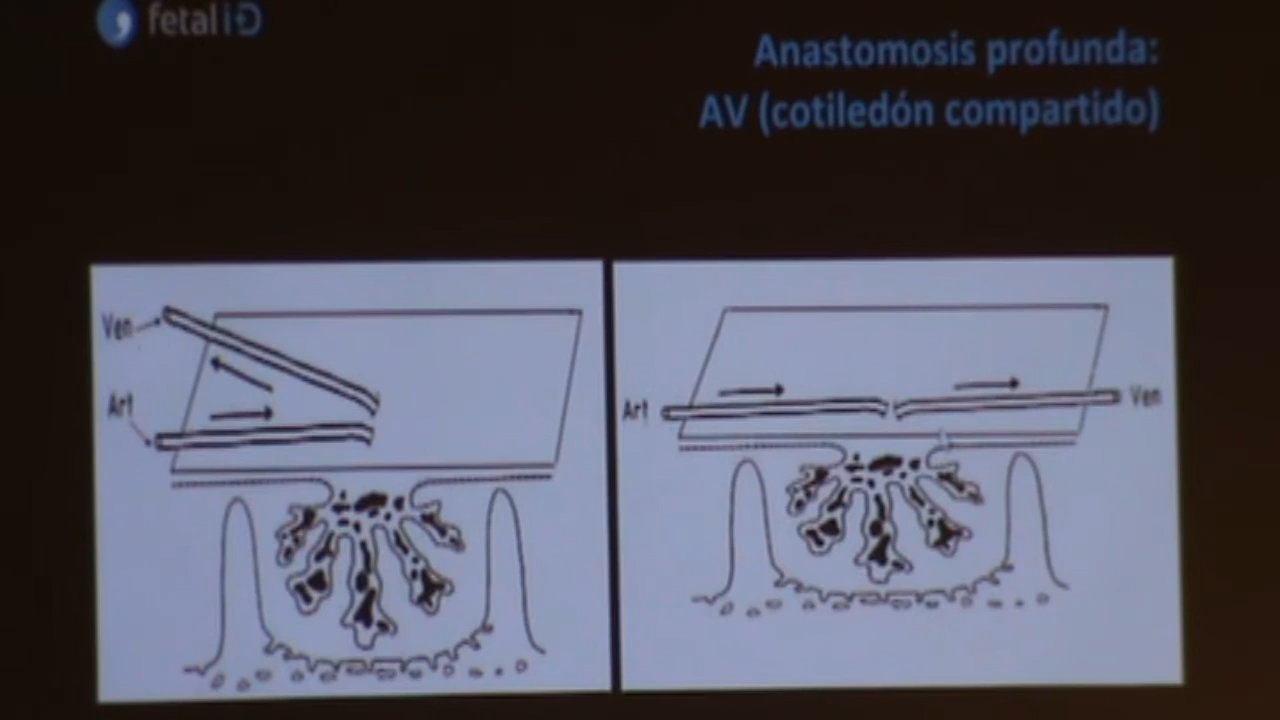 fetal i+D
Anastomosis profunda:
AV (cotiledón compartido)
Ven
Art
Art
Ven